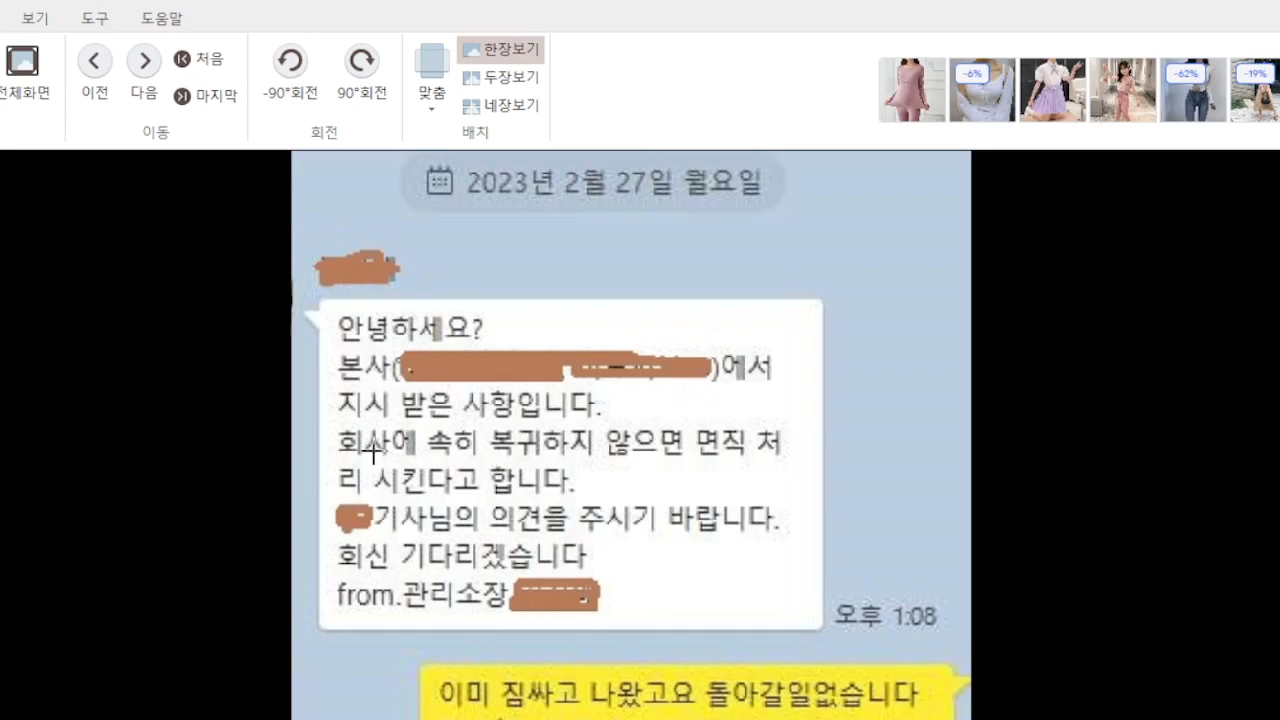 보기 도구 도움말
전체화면
이전
다음
처음
마지막
이동
-90°회전
90°회전
회전
맞춤
한장보기
두장보기
네장보기
배치
-6%
-62%
-19%
2023년 2월 27일 월요일
안녕하세요?
본사( )에서
지시 받은 사항입니다.
회사에 속히 복귀하지 않으면 면직 처
리 시킨다고 합니다.
기사님의 의견을 주시기 바랍니다.
회신 기다리겠습니다
from.관리소장
오후 1:08
이미 짐싸고 나왔고요 돌아갈일없습니다